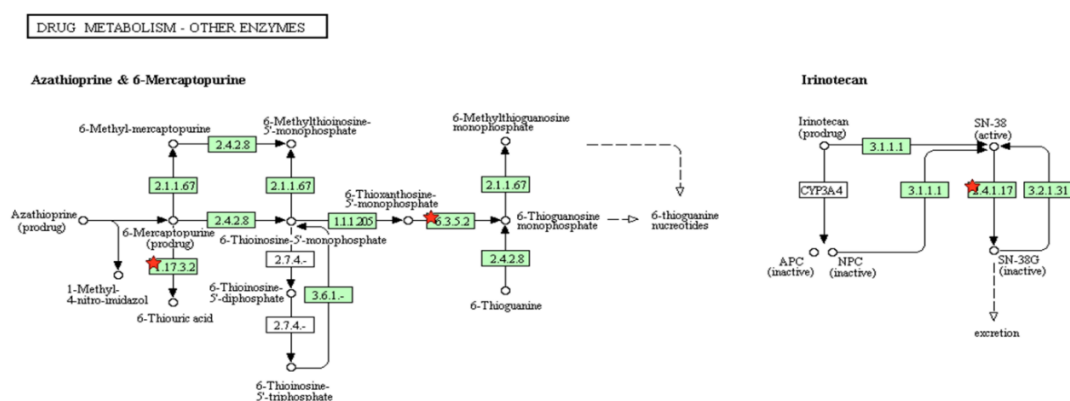 DRUG METABOLISM - OTHER ENZYMES
Azathioprine & 6-Mercaptopurine
6-Methyl-mercaptopurine
2.4.2.8
6-Methylthioinosine-
5'-monophosphate
6-Methylthioguanosine
monophosphate
2.1.1.67
2.1.1.67
2.1.1.67
6-Thioxanthosine-
5'-monophosphate
Azathioprine
(prodrug)
2.4.2.8
1.1.1.205
6.3.5.2
6-Mercaptopurine
(prodrug)
6-Thioinosine-5'-monophosphate
6-Thioguanosine
monophosphate
6-thioguanine
nucreotides
1.17.3.2
2.7.4.-
2.4.2.8
1-Methyl-
4-nitro-imidazol
6-Thiouric acid
6-Thioinosine-
5'-diphosphate
3.6.1.-
6-Thioguanine
2.7.4.-
6-Thioinosine-
5'-triphosphate
Irinotecan
Irinotecan
(prodrug)
3.1.1.1
SN-38
(active)
CYP3A4
3.1.1.1
2.4.1.17
3.2.1.31
APC
(inactive)
NPC
(inactive)
SN-38G
(inactive)
excretion